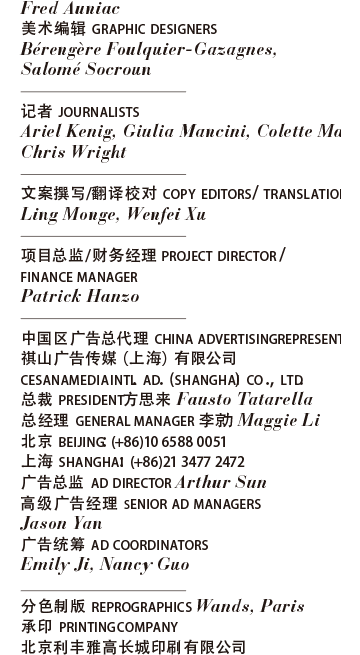 Fred Auniac
美术编辑 GRAPHIC DESIGNERS
Bérengère Foulquier-Gazagnes,
Salomé Socroun
记者 JOURNALISTS
Ariel Kenig, Giulia Mancini, Colette Ma
Chris Wright
文案撰写/翻译校对 COPY EDITORS/ TRANSLATION
Ling Monge, Wenfei Xu
项目总监/财务经理 PROJECT DIRECTOR/
FINANCE MANAGER
Patrick Hanzo
中国区广告总代理 CHINA ADVERTISINGREPRESENT
祺山广告传媒 (上海) 有限公司
CESANAMEDIAINTL. AD. (SHANGHAI) CO., LTD.
总裁 PRESIDENT方思来 Fausto Tatarella
总经理 GENERAL MANAGER 李勍 Maggie Li
北京 BEIJING: (+86)10 6588 0051
上海 SHANGHAI: (+86)21 3477 2472
广告总监 AD DIRECTOR Arthur Sun
高级广告经理 SENIOR AD MANAGERS
Jason Yan
广告统筹 AD COORDINATORS
Emily Ji, Nancy Guo
分色制版 REPROGRAPHICS Wands, Paris
承印 PRINTINGCOMPANY
北京利丰雅高长城印刷有限公司